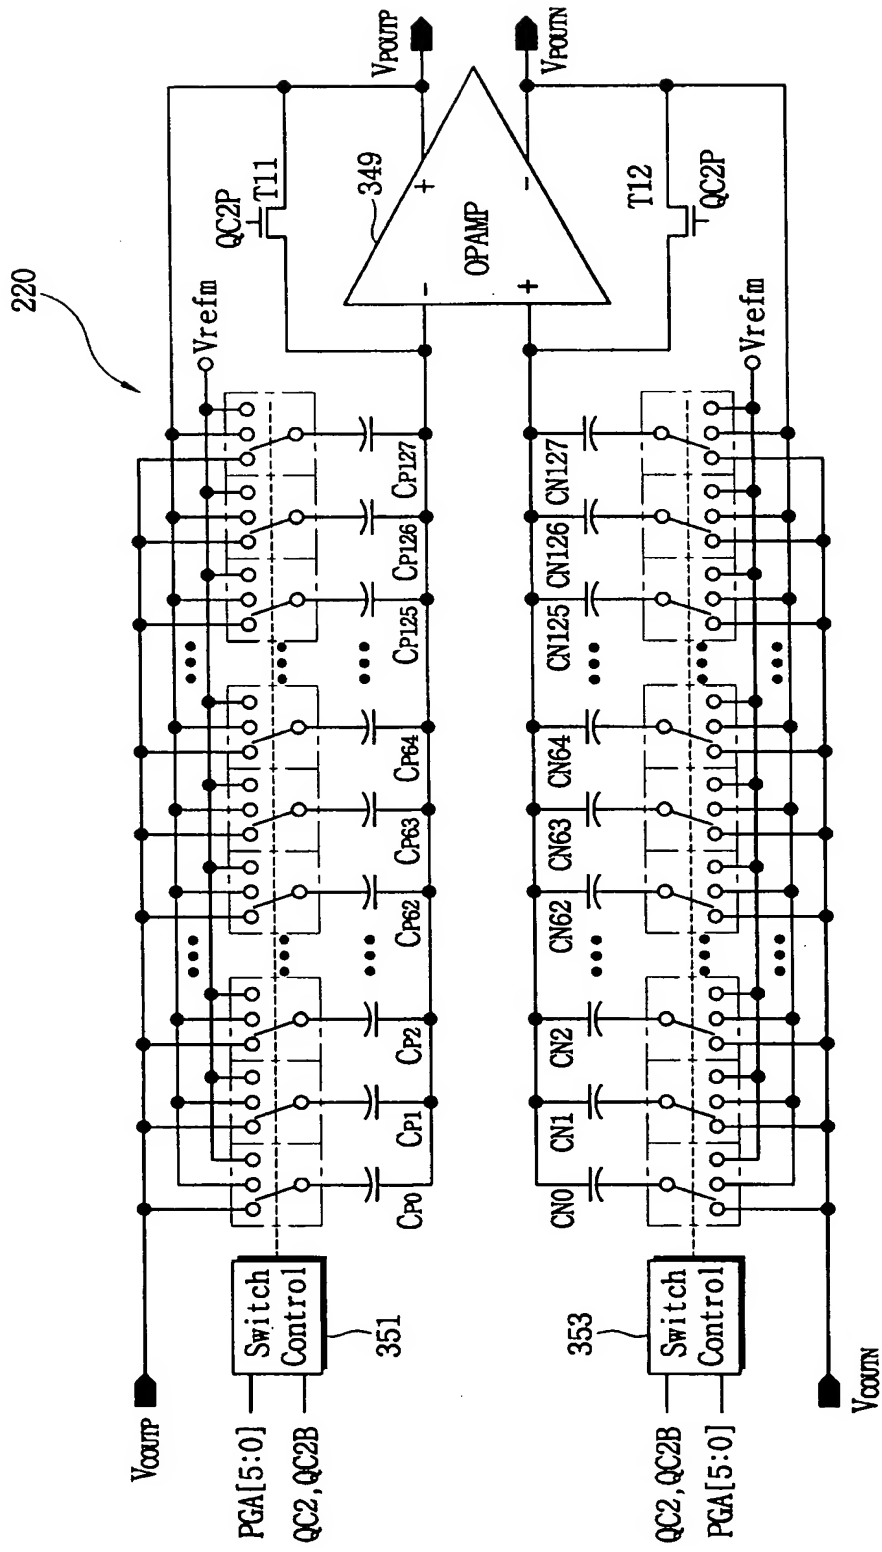 220
VCOUTP
PGA[5:0]
QC2, QC2B
Switch
Control
351
CP0
CP1
CP2
CP62
CP63
CP64
CP125
CP126
CP127
Vrefm
QC2P
T11
349
VPOUTP
OPAMP
-
+
+
-
VPOUTN
T12
QC2P
CN0
CN1
CN2
CN62
CN63
CN64
CN125
CN126
CN127
Vrefm
353
Switch
Control
QC2, QC2B
PGA[5:0]
VCOUTN